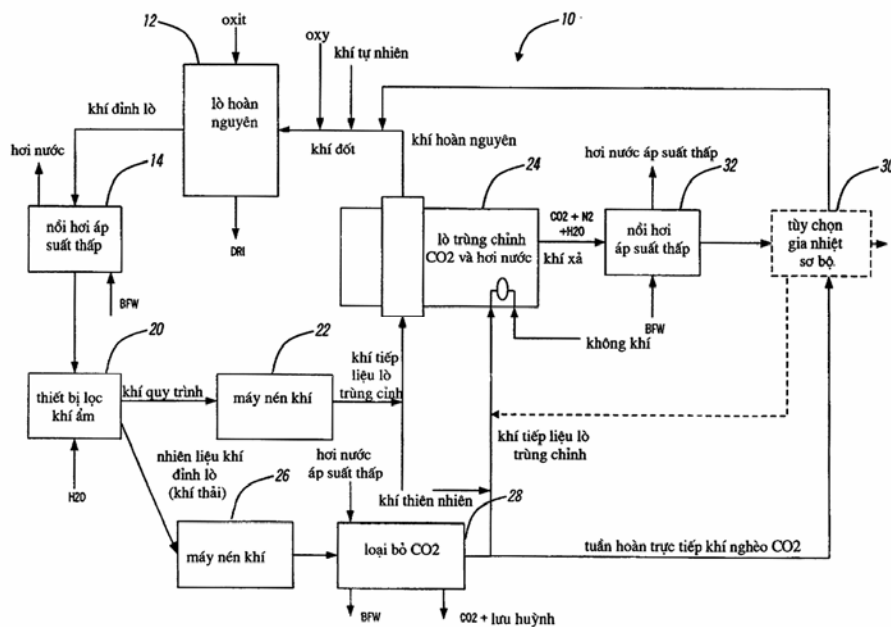 oxit
12
oxy
khí tự nhiên
10
khí đỉnh lò
lò hoàn
nguyên
khí hoàn nguyên
khí đốt
hơi nước
14
24
hơi nước áp suất thấp
32
30
nồi hơi áp
suất thấp
DRI
lò trùng chỉnh
CO2 và hơi nước
CO2 + N2
+H2O
khí xả
nồi hơi
áp suất thấp
tùy chọn
gia nhiệt
sơ bộ.
BFW
không khí
BFW
20
22
khí tiếp
liệu lò
trùng cỉnh
thiết bị lọc
khí ẩm
khí quy trình
máy nén khí
khí tiếp liệu lò
trùng chỉnh
H2O
nhiên liệu khí
đỉnh lò
(khí thải)
26
hơi nước
áp suất thấp
khí thiên nhiên
28
máy nén khí
loại bỏ CO2
tuần hoàn trực tiếp khí nghèo CO2
BFW
CO2 + lưu huỳnh